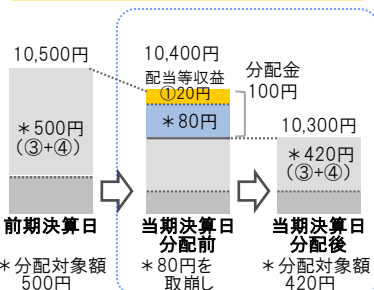 10,500円
*500円
(③+④)
前期決算日
*分配対象額
500円
10,400円
配当等収益
①20円
*80円
分配金
100円
当期決算日
分配前
*80円を
取崩し
10,300円
*420円
(③+④)
当期決算日
分配後
*分配対象額
420円